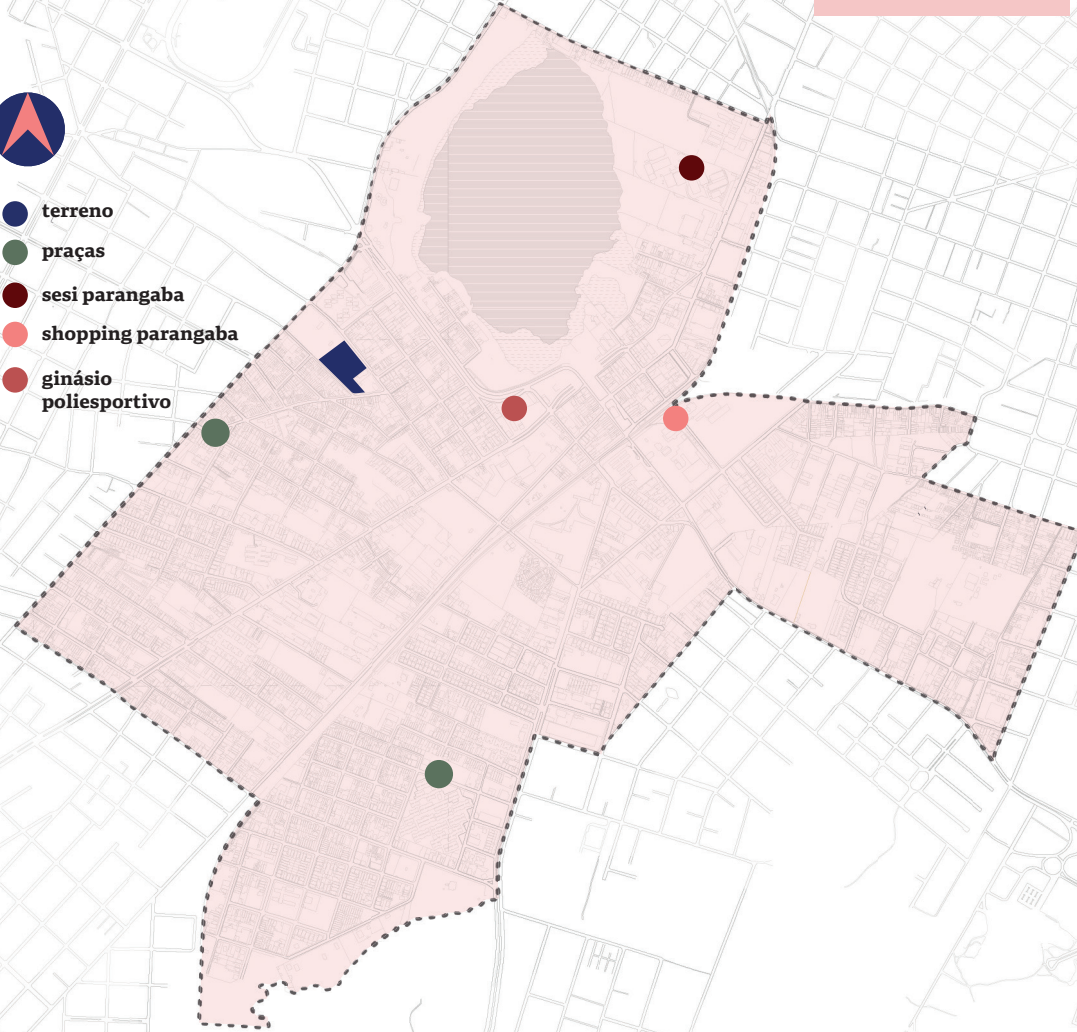 terreno
praças
sesi parangaba
shopping parangaba
ginásio
poliesportivo